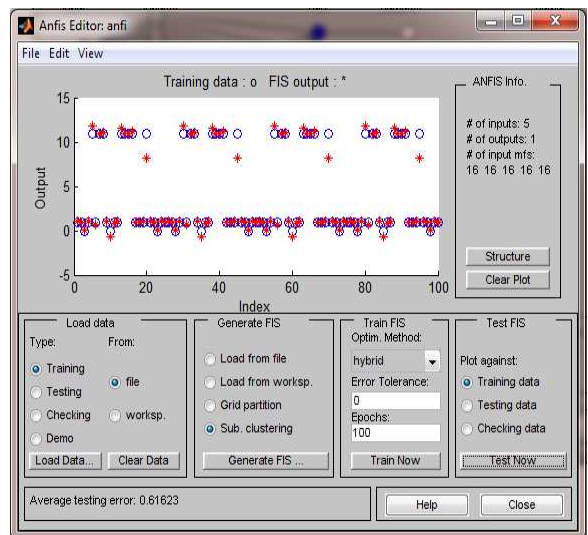 Anfis Editor: anfi
File Edit View
Training data : o FIS output : *
15
10
5
0
-5
Output
0 20 40 60 80 100
Index
ANFIS Info.
# of inputs: 5
# of outputs: 1
# of input mfs:
16 16 16 16 16
Structure
Clear Plot
Load data
Type: From:
Training
Testing
Checking
Demo
file
worksp.
Load Data... Clear Data
Generate FIS
Load from file
Load from worksp.
Grid partition
Sub. clustering
Generate FIS ...
Train FIS
Optim. Method:
hybrid
Error Tolerance:
0
Epochs:
100
Train Now
Test FIS
Plot against:
Training data
Testing data
Checking data
Test Now
Average testing error: 0.61623
Help Close